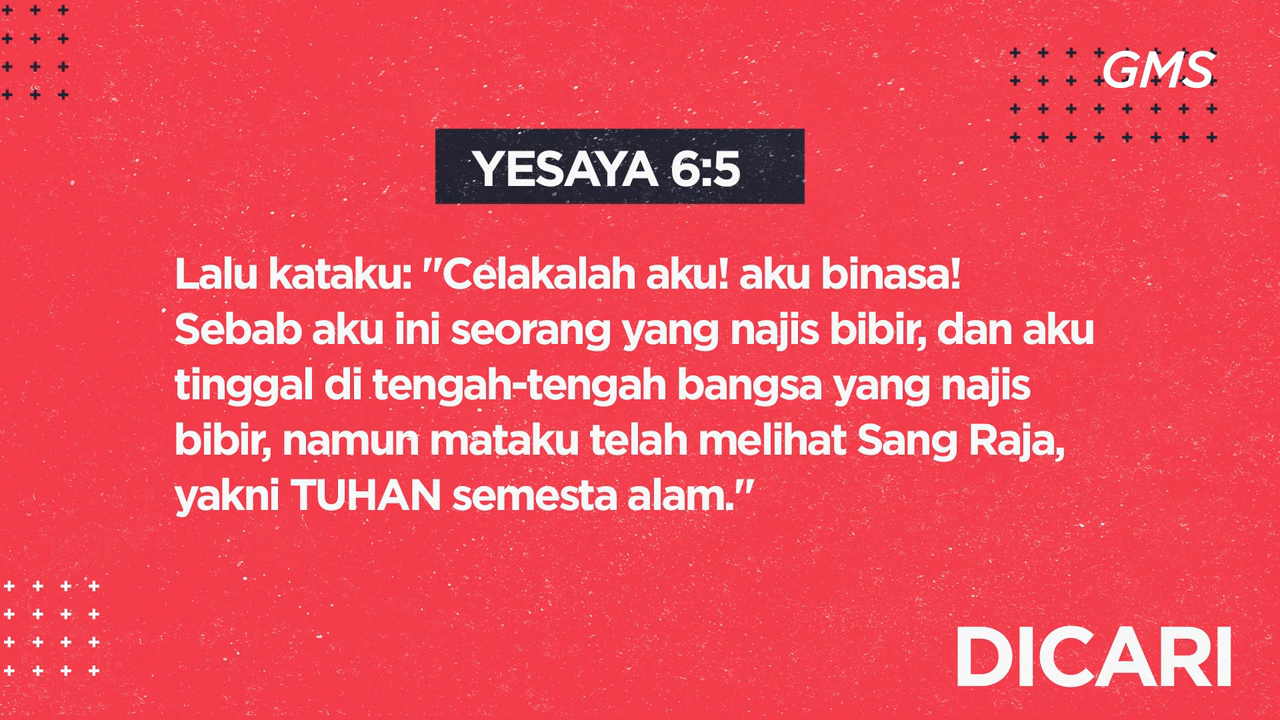 GMS
YESAYA 6:5
Lalu kataku: "Celakalah aku! aku binasa!
Sebab aku ini seorang yang najis bibir, dan aku
tinggal di tengah-tengah bangsa yang najis
bibir, namun mataku telah melihat Sang Raja,
yakni TUHAN semesta alam."
DICARI